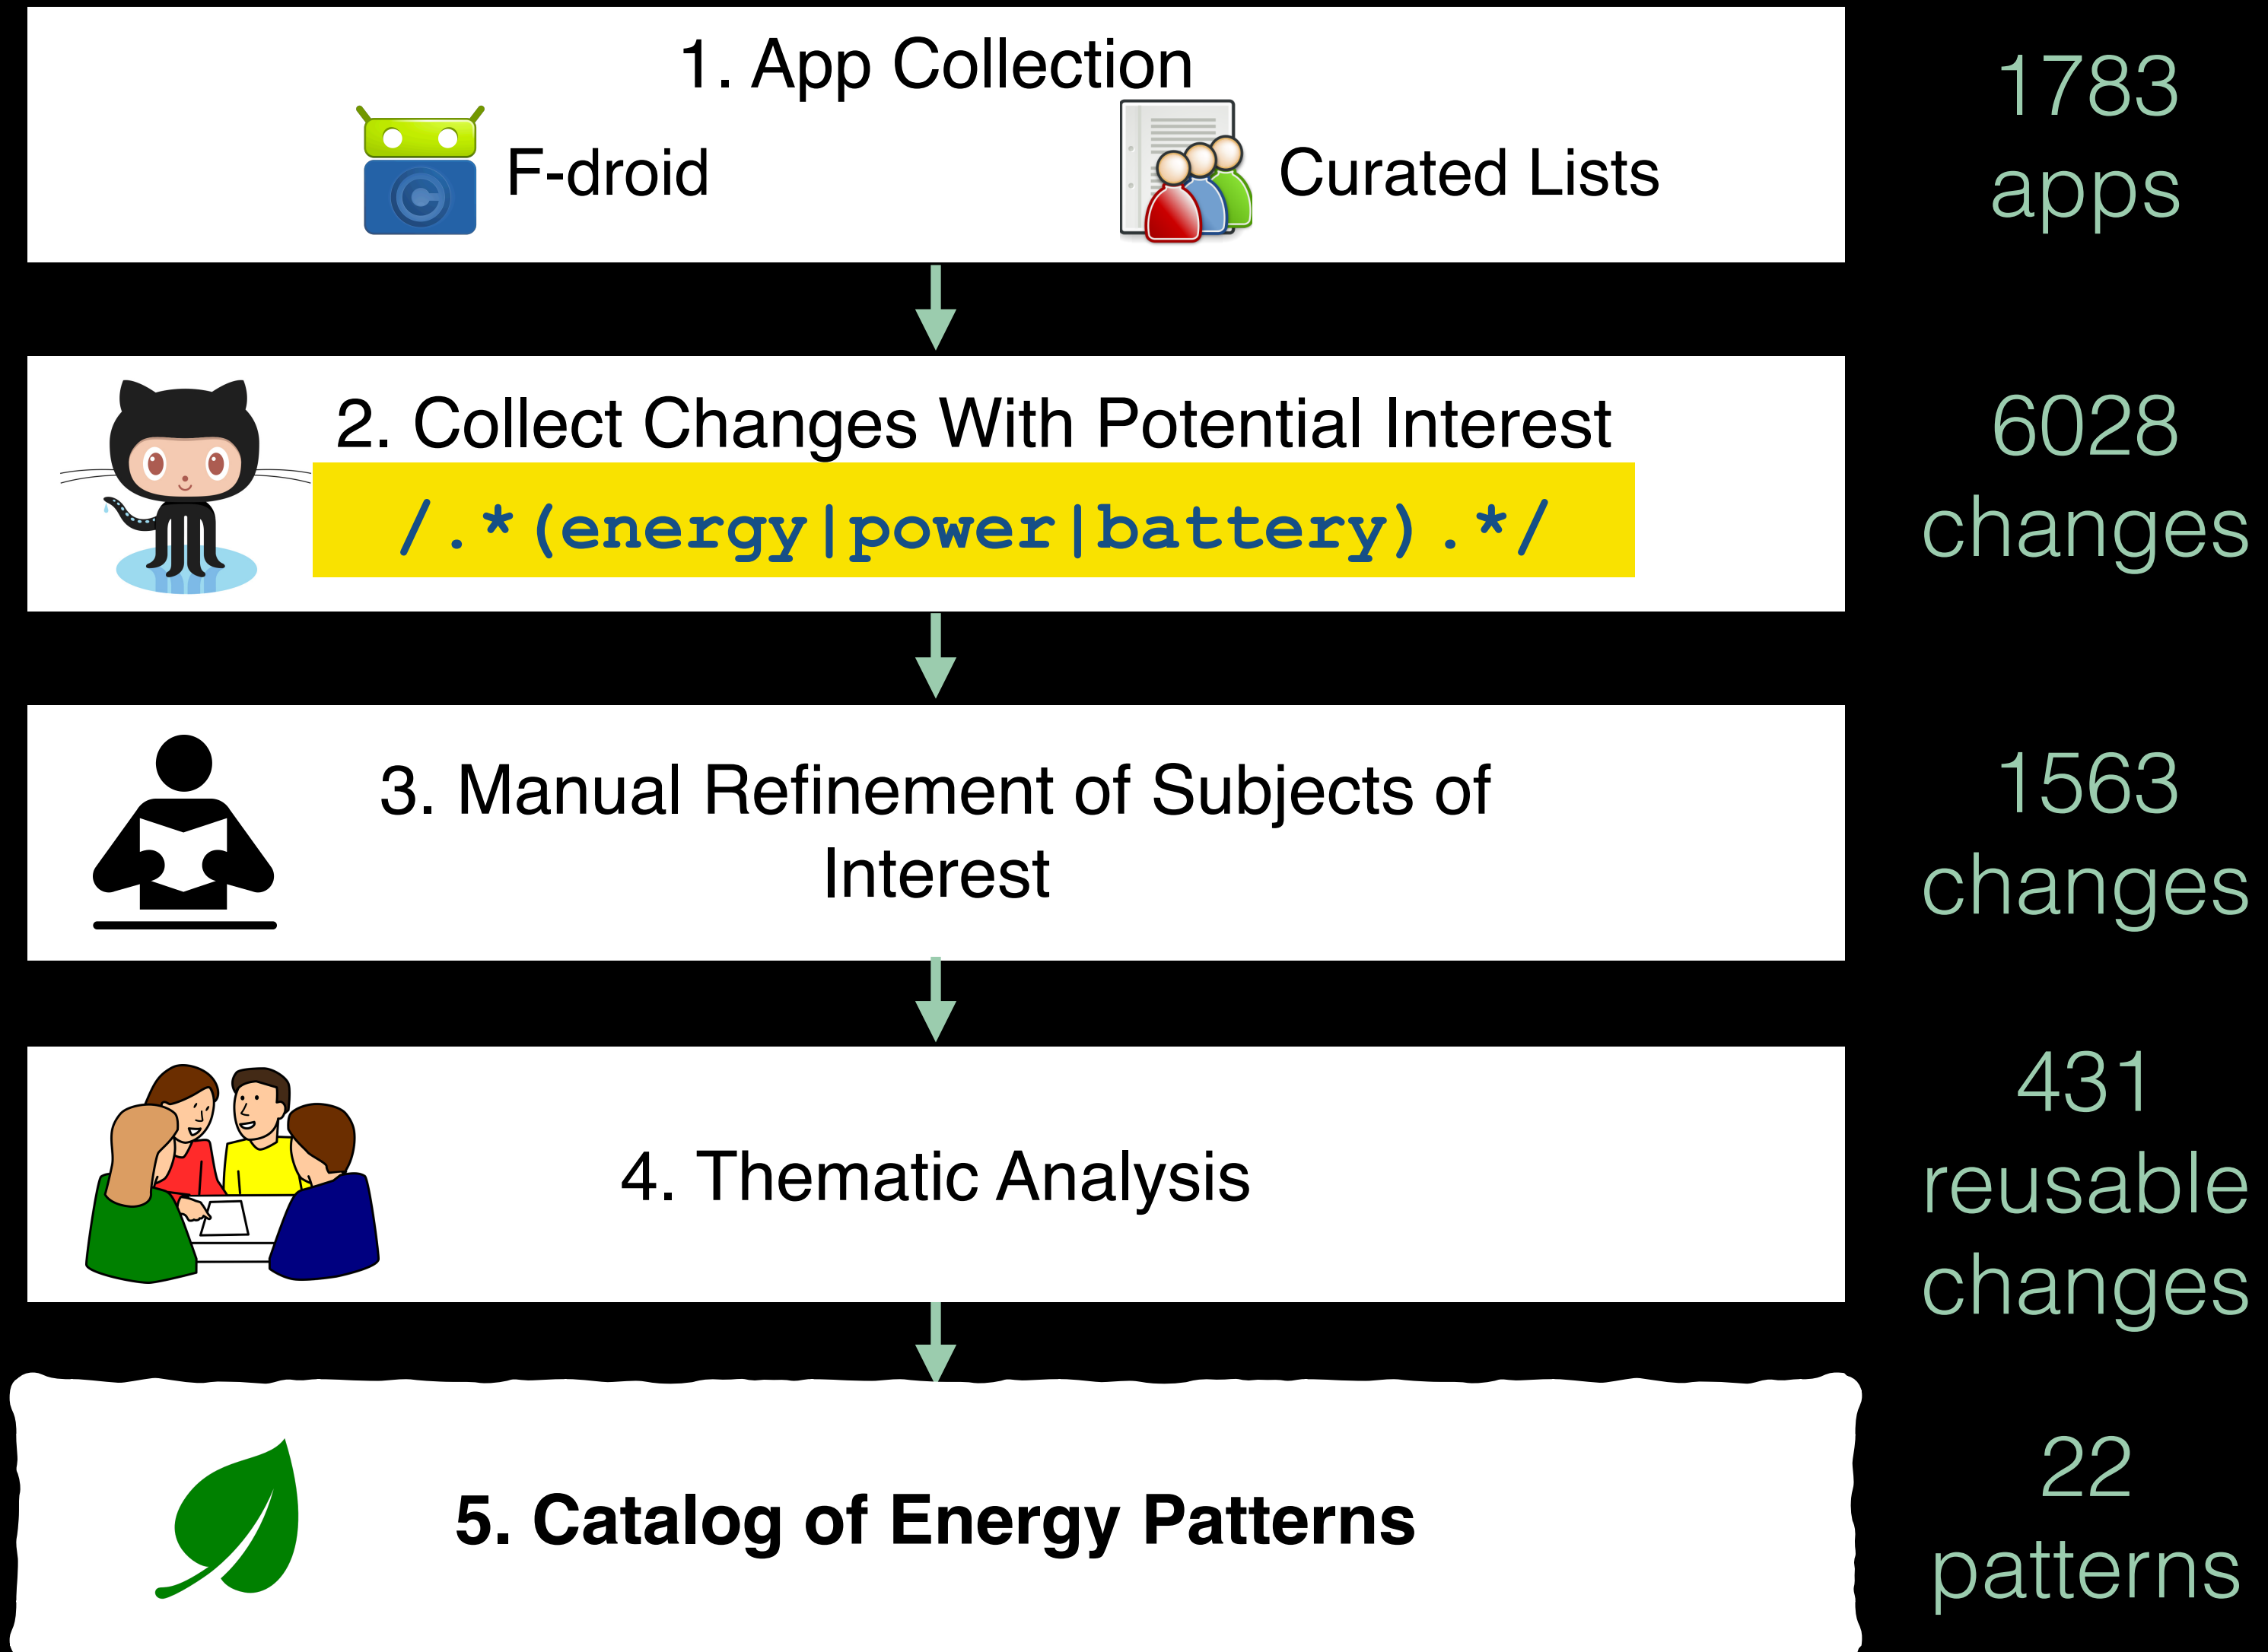 1. App Collection
F-droid
Curated Lists
1783
apps
2. Collect Changes With Potential Interest
/.*(energy|power|battery).*/
6028
changes
3. Manual Refinement of Subjects of
Interest
1563
changes
4. Thematic Analysis
431
reusable
changes
5. Catalog of Energy Patterns
22
patterns